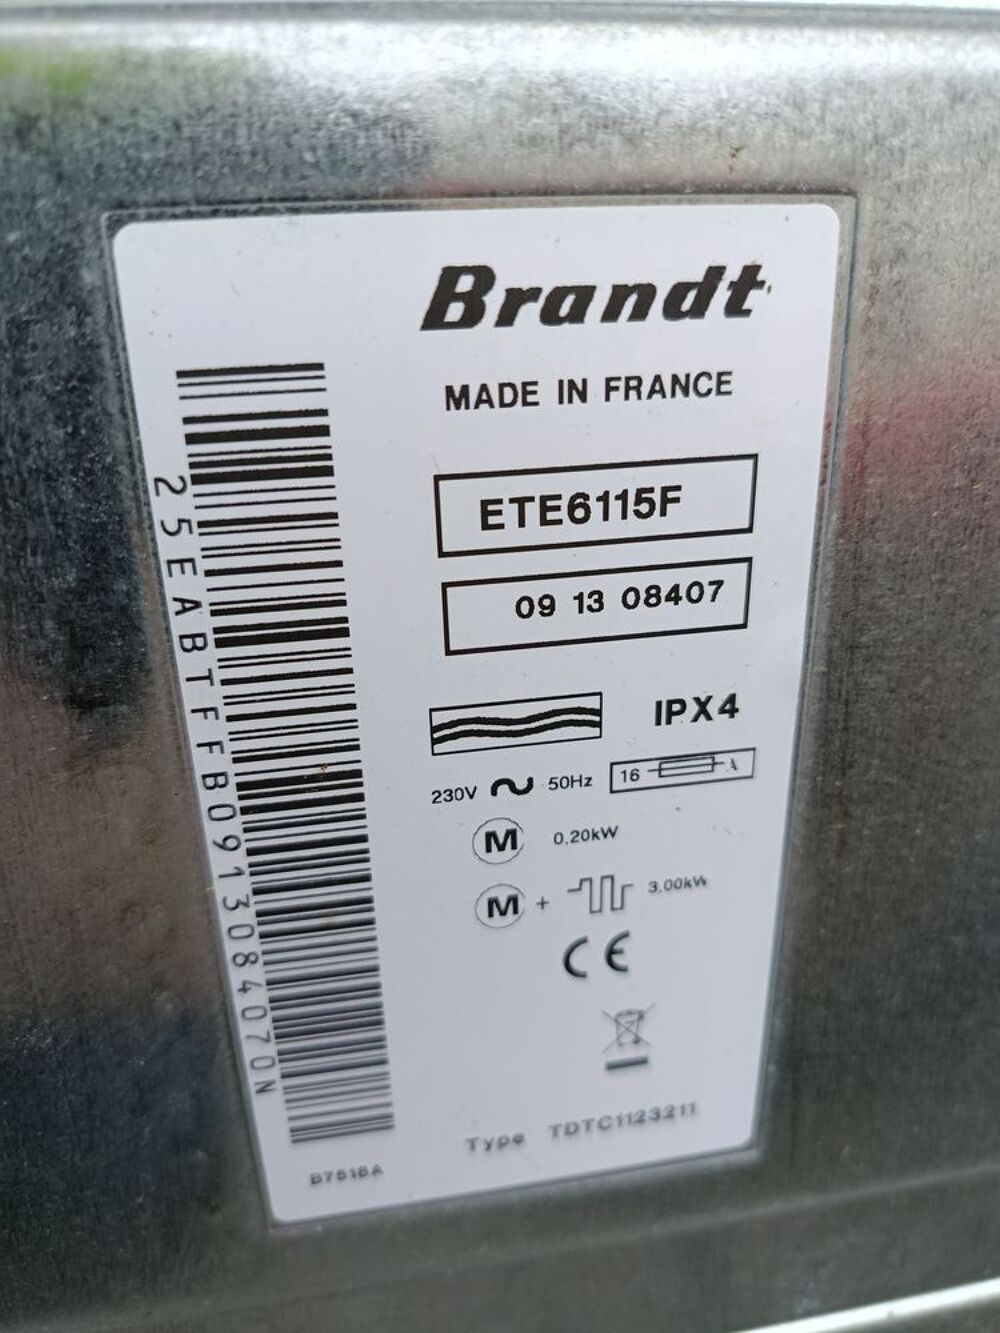 Brandt
MADE IN FRANCE
ETE6115F
09 13 08407
IPX4
230V 50Hz 16 A
M 0,20kW
M + 3,00kW
CE
Type TDTC1123211
25EABTFFB0913084070N
B7518A